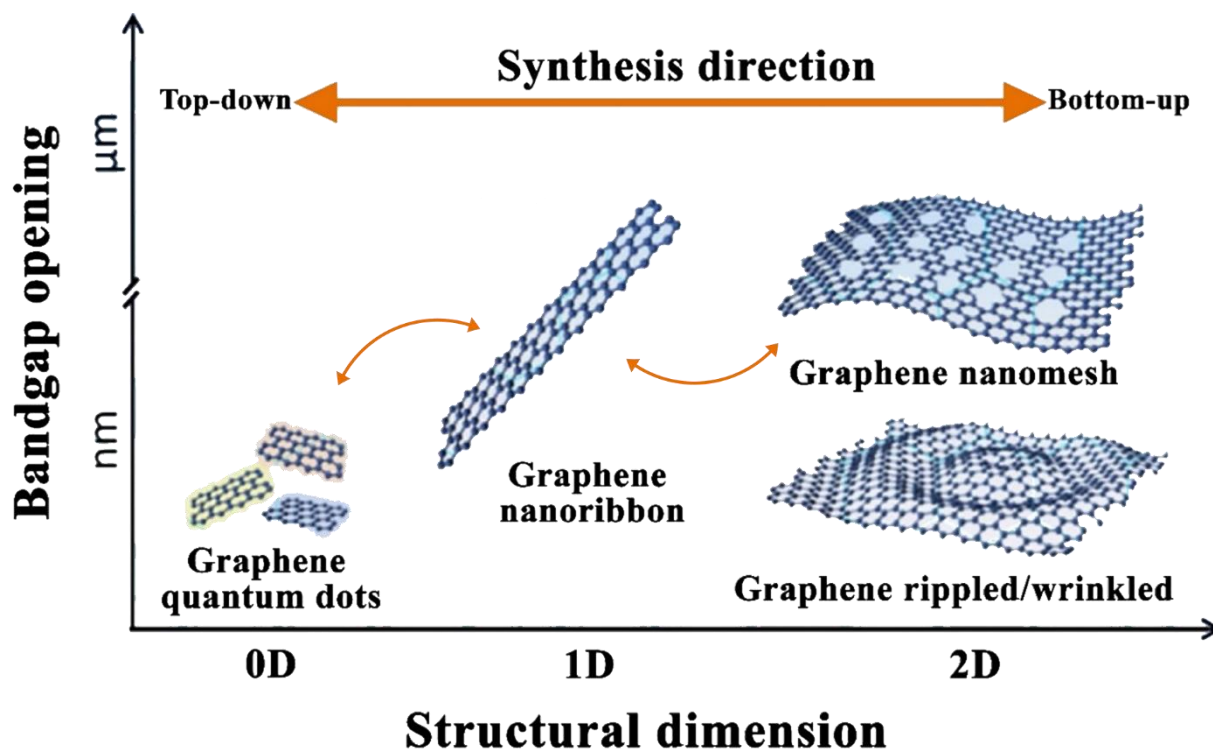 Synthesis direction
Top-down
Bottom-up
Bandgap opening
μm
nm
Graphene nanomesh
Graphene
nanoribbon
Graphene
quantum dots
Graphene rippled/wrinkled
0D
1D
2D
Structural dimension